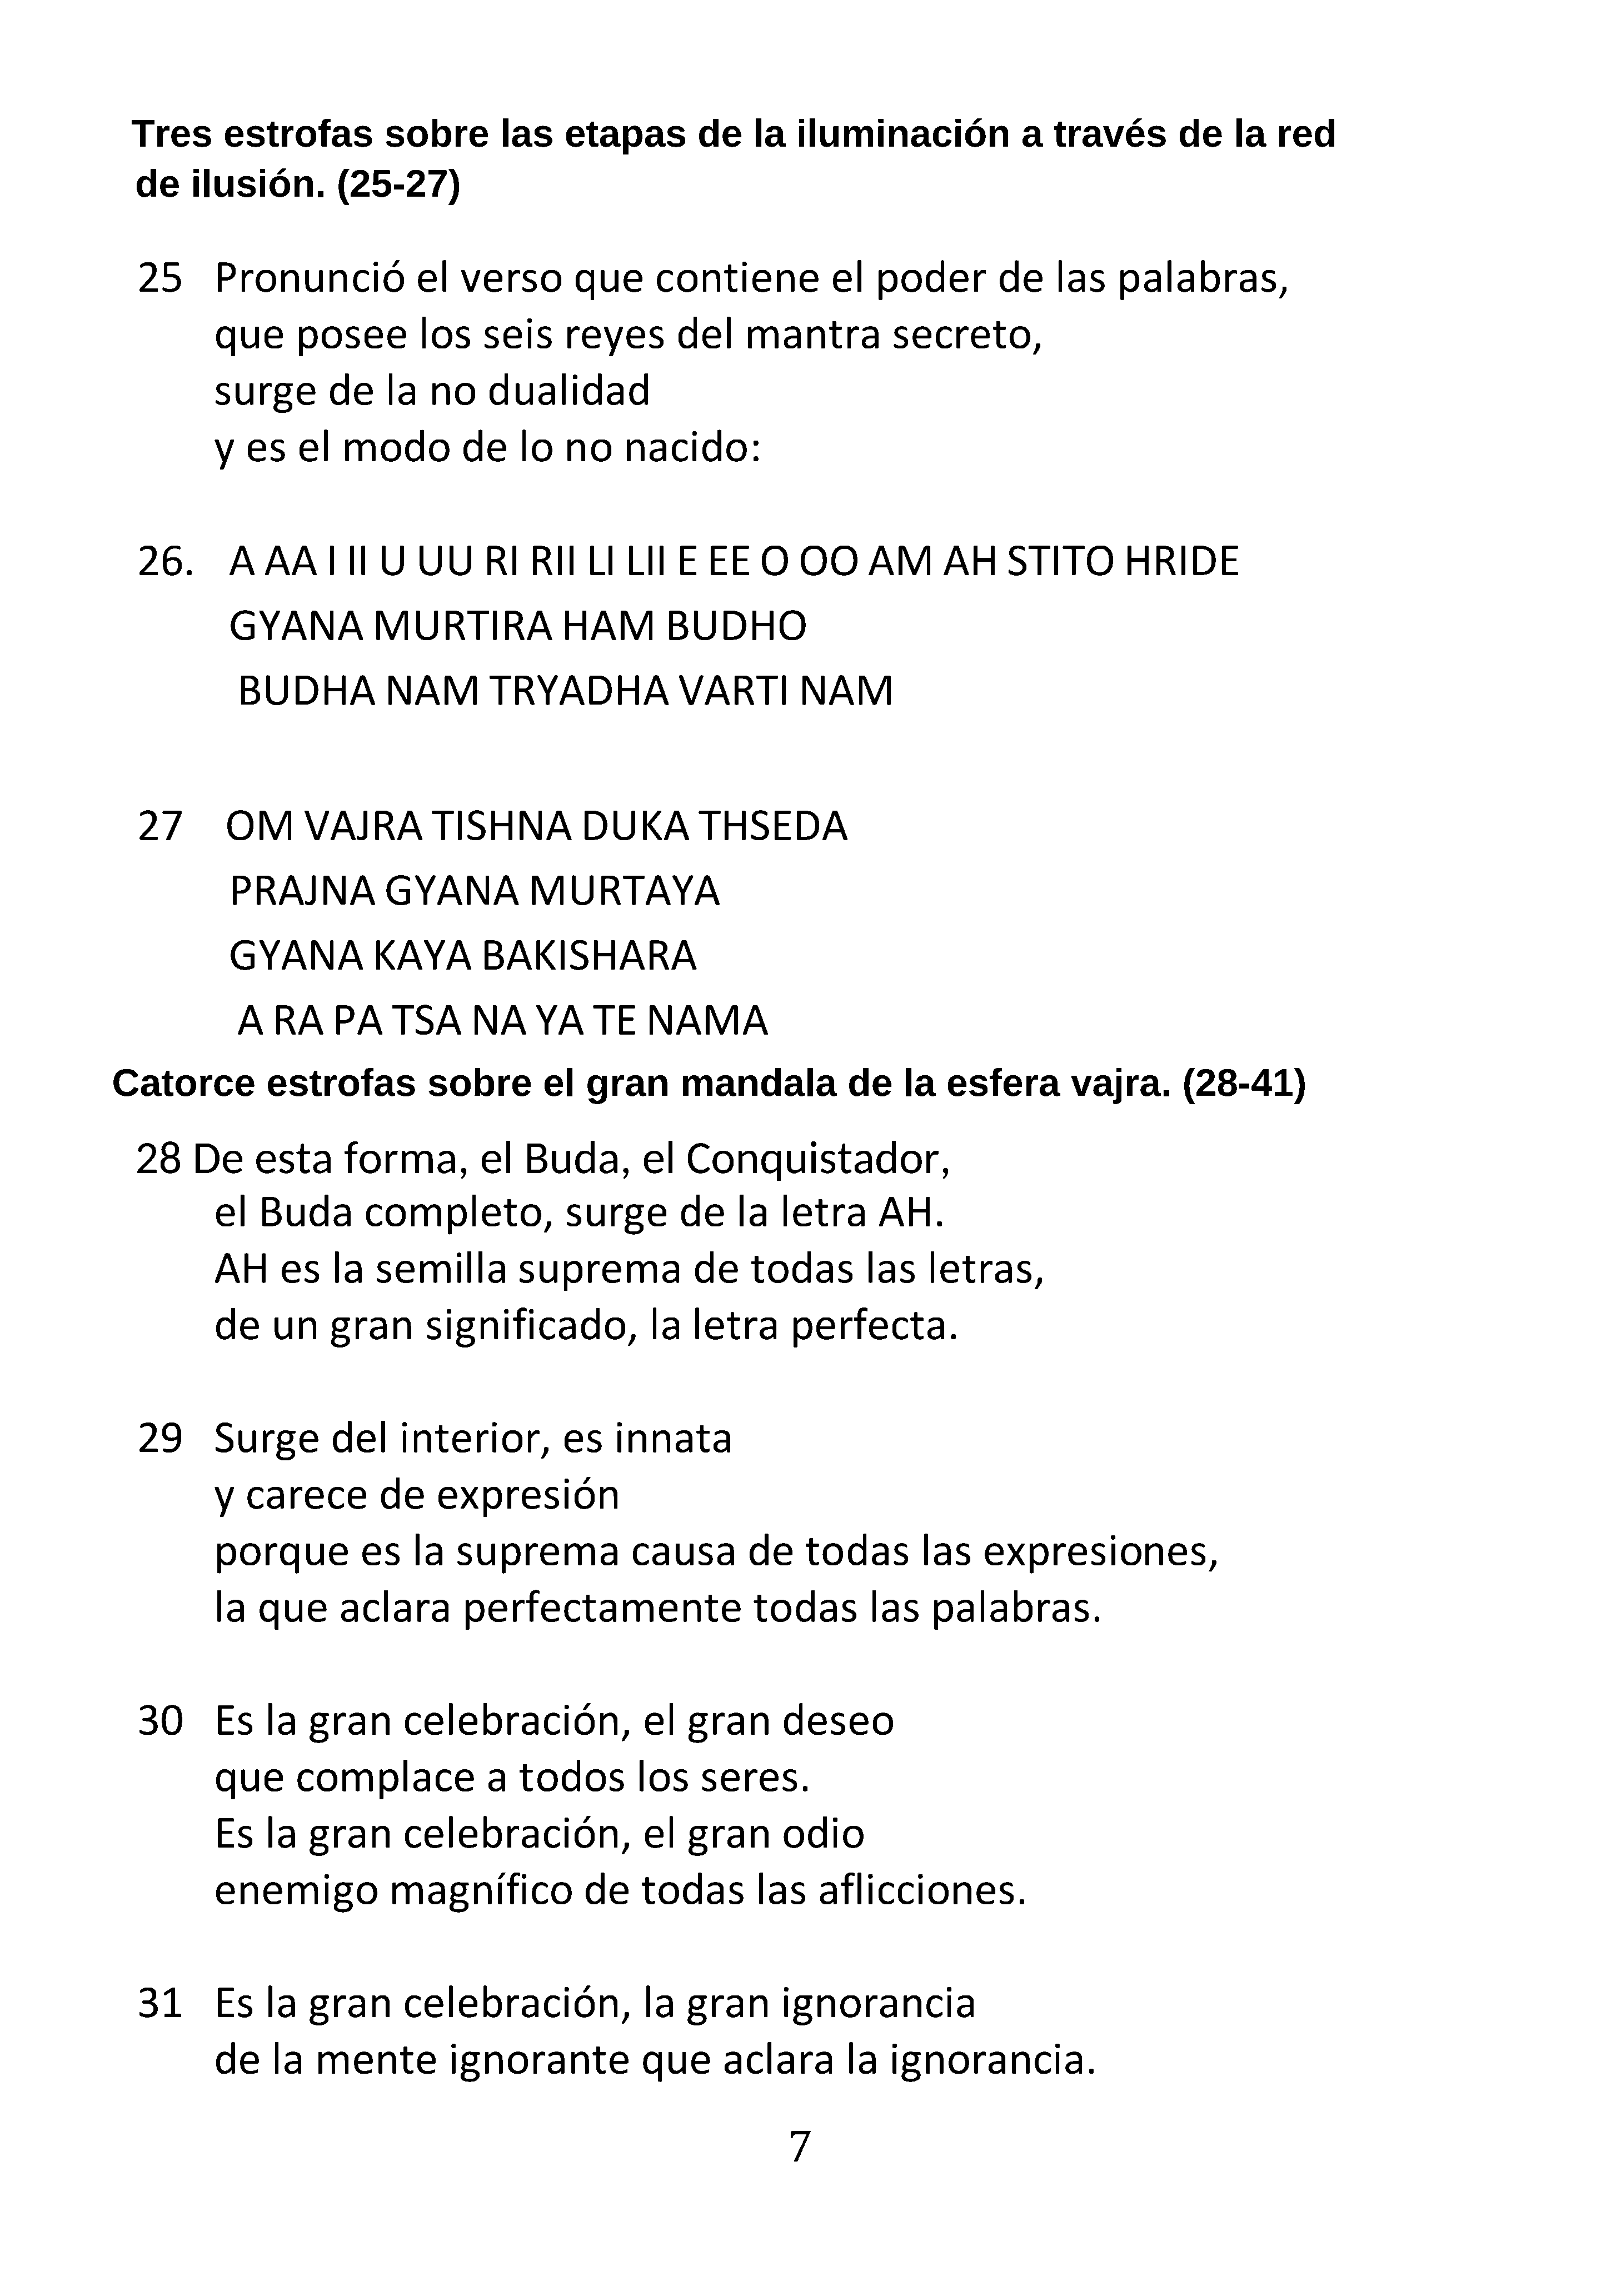 Tres estrofas sobre las etapas de la iluminación a través de la red
de ilusión. (25-27)
25 Pronunció el verso que contiene el poder de las palabras,
que posee los seis reyes del mantra secreto,
surge de la no dualidad
y es el modo de lo no nacido:
26. A AA I II U UU RI RII LI LII E EE O OO AM AH STITO HRIDE
GYANA MURTIRA HAM BUDHO
BUDHA NAM TRYADHA VARTI NAM
27 OM VAJRA TISHNA DUKA THSEDA
PRAJNA GYANA MURTAYA
GYANA KAYA BAKISHARA
A RA PA TSA NA YA TE NAMA
Catorce estrofas sobre el gran mandala de la esfera vajra. (28-41)
28 De esta forma, el Buda, el Conquistador,
el Buda completo, surge de la letra AH.
AH es la semilla suprema de todas las letras,
de un gran significado, la letra perfecta.
29 Surge del interior, es innata
y carece de expresión
porque es la suprema causa de todas las expresiones,
la que aclara perfectamente todas las palabras.
30 Es la gran celebración, el gran deseo
que complace a todos los seres.
Es la gran celebración, el gran odio
enemigo magnífico de todas las aflicciones.
31 Es la gran celebración, la gran ignorancia
de la mente ignorante que aclara la ignorancia.
7